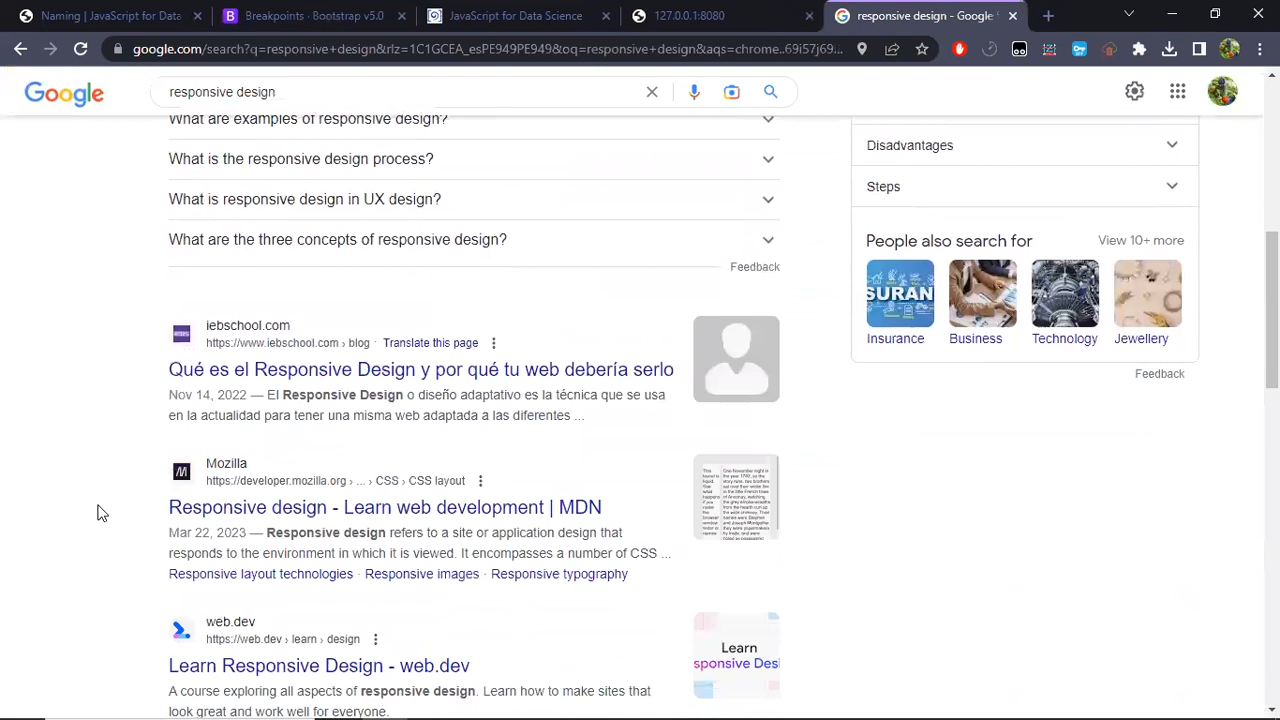 Naming | JavaScript for Data
Breakpoints · Bootstrap v5.0
JavaScript for Data Science
127.0.0.1:8080
responsive design - Google
google.com/search?q=responsive+design&rlz=1C1GCEA_esPE949PE949&oq=responsive+design&aqs=chrome..69i57j69...
Google
responsive design
What are examples of responsive design?
What is the responsive design process?
What is responsive design in UX design?
What are the three concepts of responsive design?
Feedback
iebschool.com
https://www.iebschool.com › blog · Translate this page
Qué es el Responsive Design y por qué tu web debería serlo
Nov 14, 2022 — El Responsive Design o diseño adaptativo es la técnica que se usa
en la actualidad para tener una misma web adaptada a las diferentes ...
Mozilla
› ... › CSS › CSS
Responsive design - Learn web development | MDN
Mar 22, 2023 — Responsive design refers to a site or application design that
responds to the environment in which it is viewed. It encompasses a number of CSS ...
Responsive layout technologies · Responsive images · Responsive typography
web.dev
https://web.dev › learn › design
Learn Responsive Design - web.dev
A course exploring all aspects of responsive design. Learn how to make sites that
look great and work well for everyone.
Learn
sponsive Desi
Disadvantages
Steps
People also search for
View 10+ more
SURAN
Insurance
Business
Technology
Jewellery
Feedback